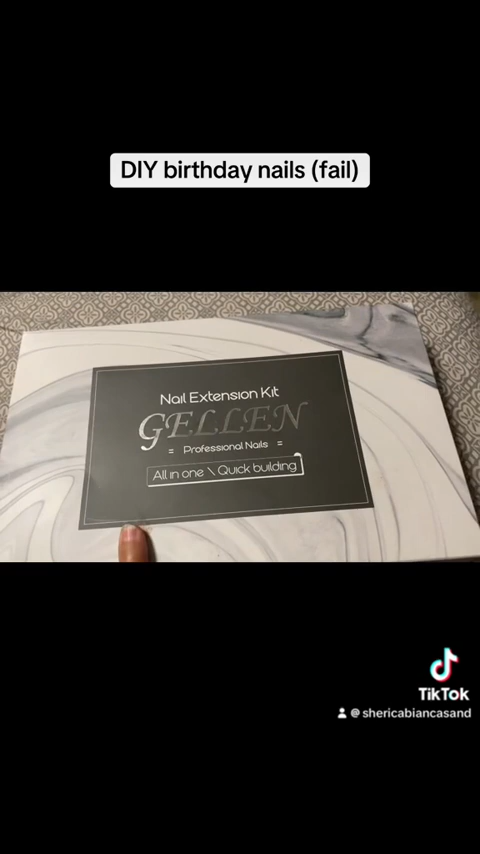 DIY birthday nails (fail)
Nail Extension Kit
GELLEN
= Professional Nails =
All in one \ Quick building
TikTok
@shericabiancasand